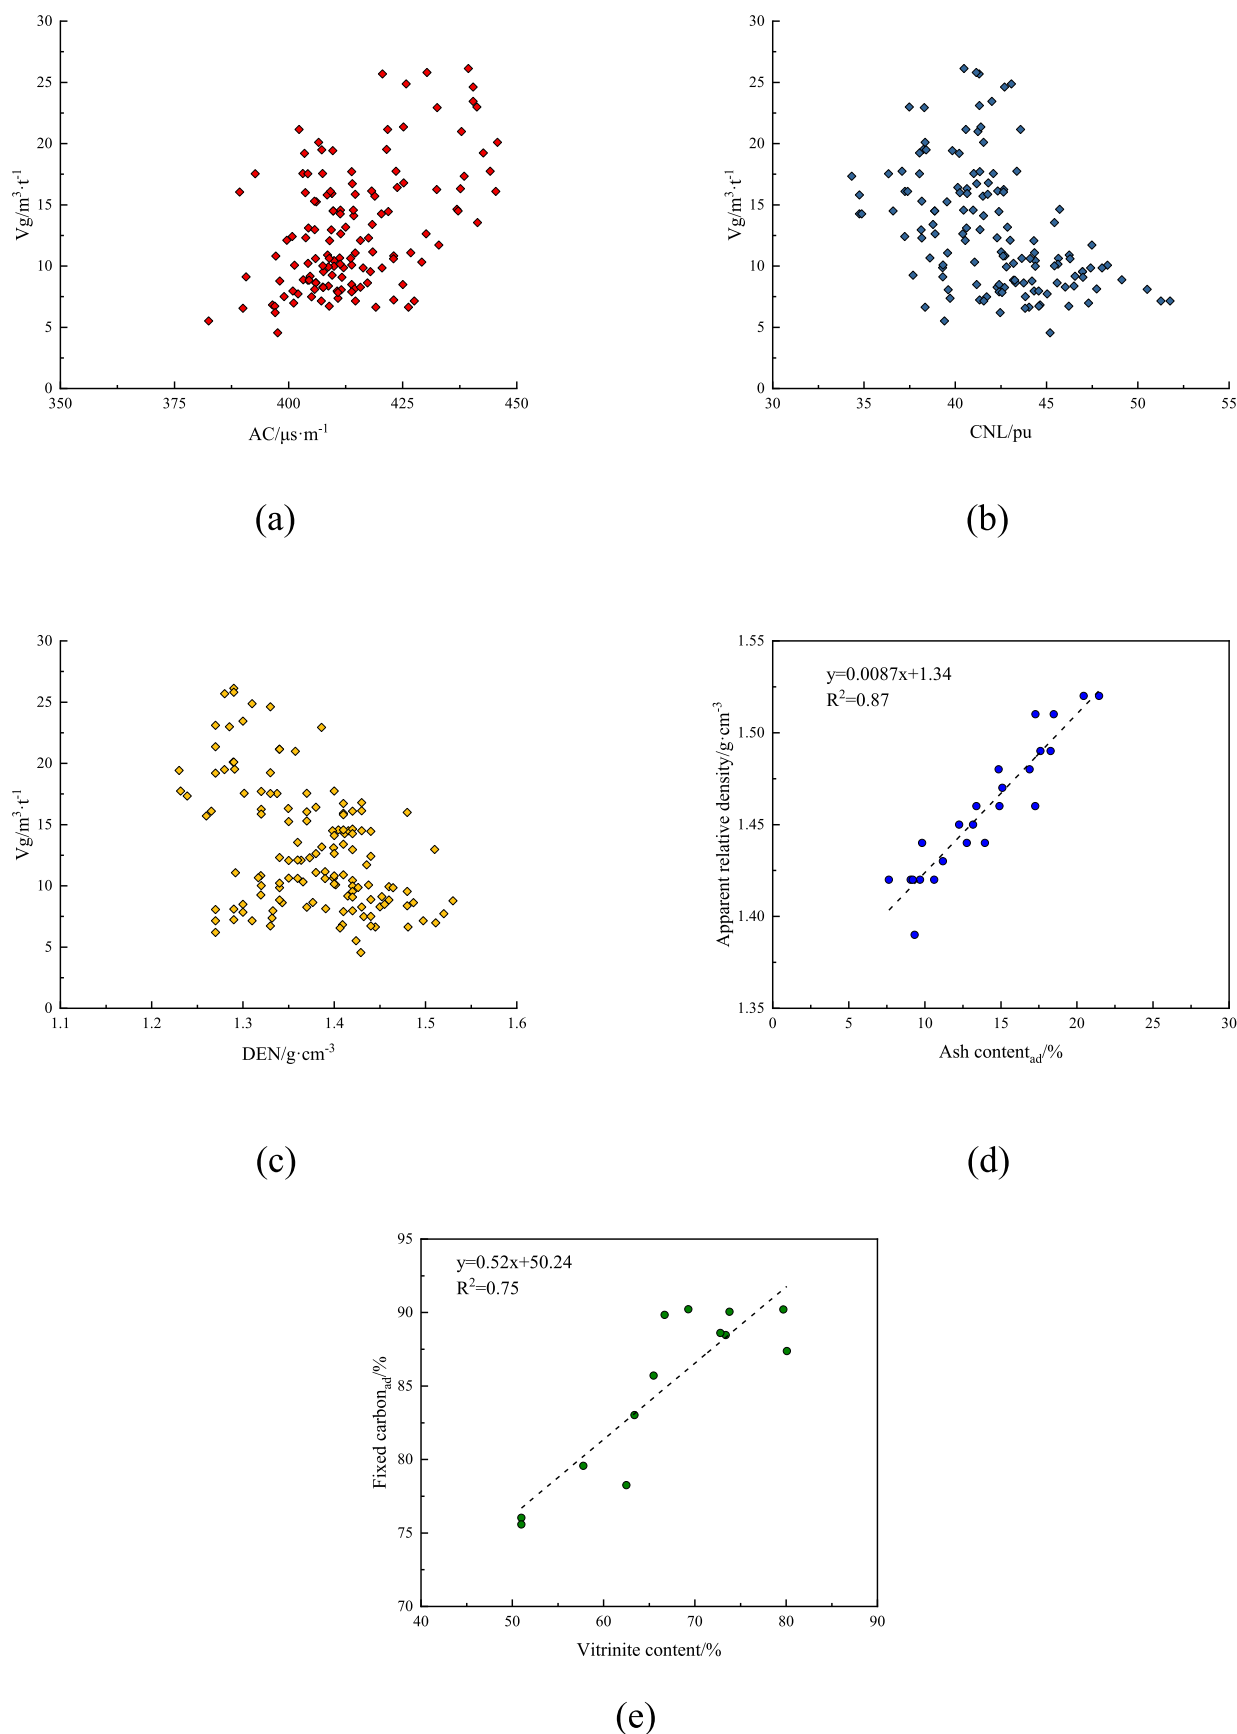 30
25
20
15
10
5
0
Vg/m³·t⁻¹
350 375 400 425 450
AC/μs·m⁻¹
(a)
30
25
20
15
10
5
0
Vg/m³·t⁻¹
30 35 40 45 50 55
CNL/pu
(b)
30
25
20
15
10
5
0
Vg/m³·t⁻¹
1.1 1.2 1.3 1.4 1.5 1.6
DEN/g·cm⁻³
(c)
y=0.0087x+1.34
R²=0.87
1.55
1.50
1.45
1.40
1.35
Apparent relative density/g·cm⁻³
0 5 10 15 20 25 30
Ash content_ad/%
(d)
y=0.52x+50.24
R²=0.75
95
90
85
80
75
70
Fixed carbon_ad/%
40 50 60 70 80 90
Vitrinite content/%
(e)